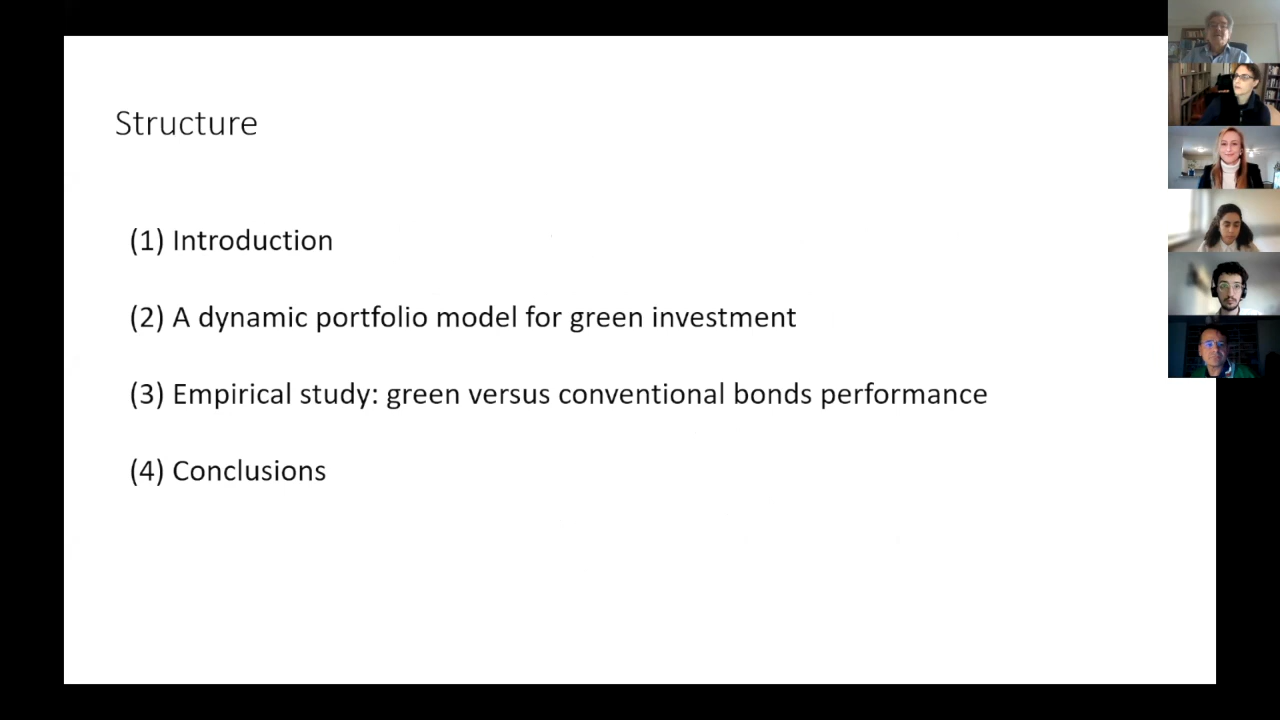 Structure
(1) Introduction
(2) A dynamic portfolio model for green investment
(3) Empirical study: green versus conventional bonds performance
(4) Conclusions